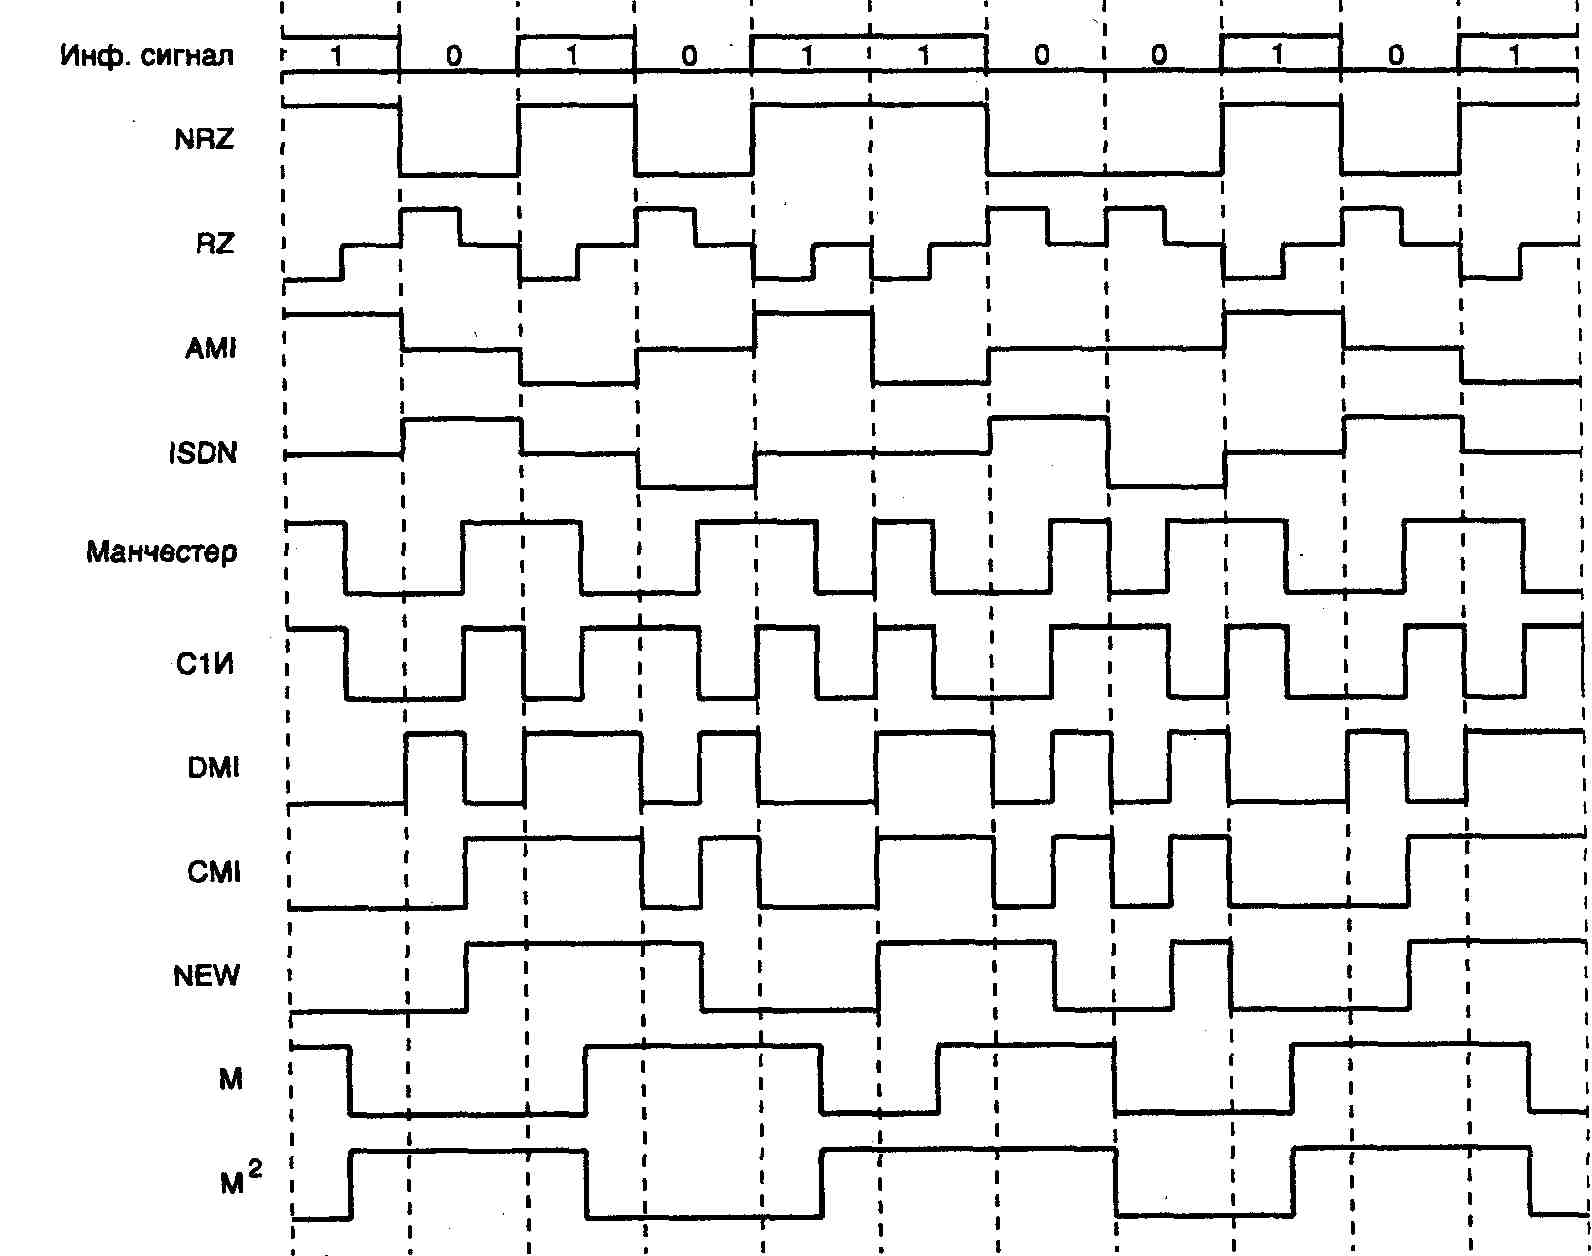 Инф. сигнал 1 0 1 0 1 1 0 0 1 0 1
NRZ
RZ
AMI
ISDN
Манчестер
С1И
DMI
CMI
NEW
M
M²